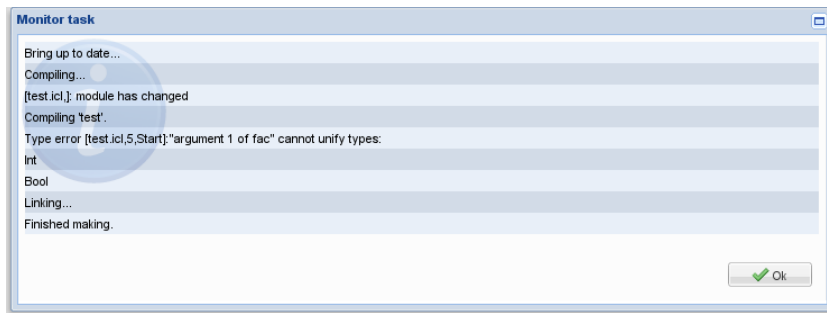 Monitor task
Bring up to date...
Compiling...
[test.icl,]: module has changed
Compiling 'test'.
Type error [test.icl,5,Start]:"argument 1 of fac" cannot unify types:
Int
Bool
Linking...
Finished making.
Ok